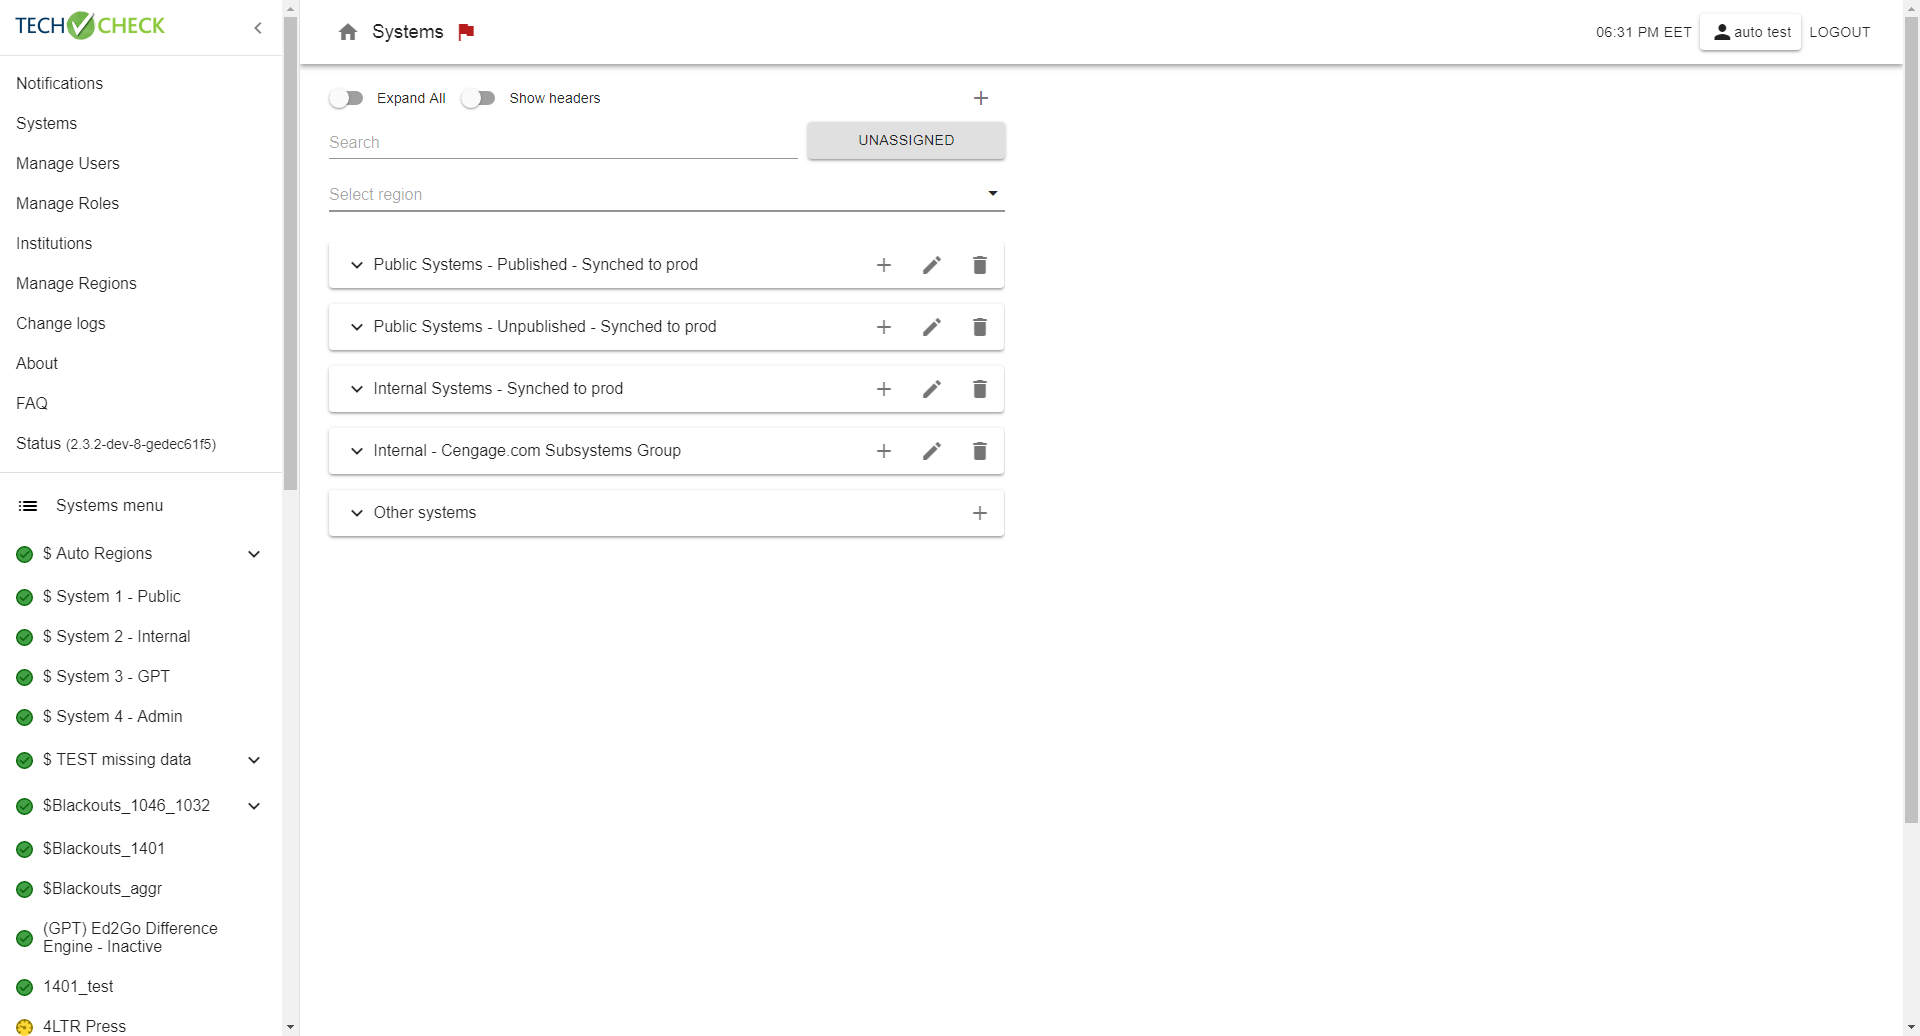 TECH CHECK
Notifications
Systems
Manage Users
Manage Roles
Institutions
Manage Regions
Change logs
About
FAQ
Status (2.3.2-dev-8-gedec61f5)
Systems menu
$ Auto Regions
$ System 1 - Public
$ System 2 - Internal
$ System 3 - GPT
$ System 4 - Admin
$ TEST missing data
$Blackouts_1046_1032
$Blackouts_1401
$Blackouts_aggr
(GPT) Ed2Go Difference
Engine - Inactive
1401_test
4LTR Press
Systems
06:31 PM EET
auto test
LOGOUT
Expand All
Show headers
Search
UNASSIGNED
Select region
Public Systems - Published - Synched to prod
Public Systems - Unpublished - Synched to prod
Internal Systems - Synched to prod
Internal - Cengage.com Subsystems Group
Other systems